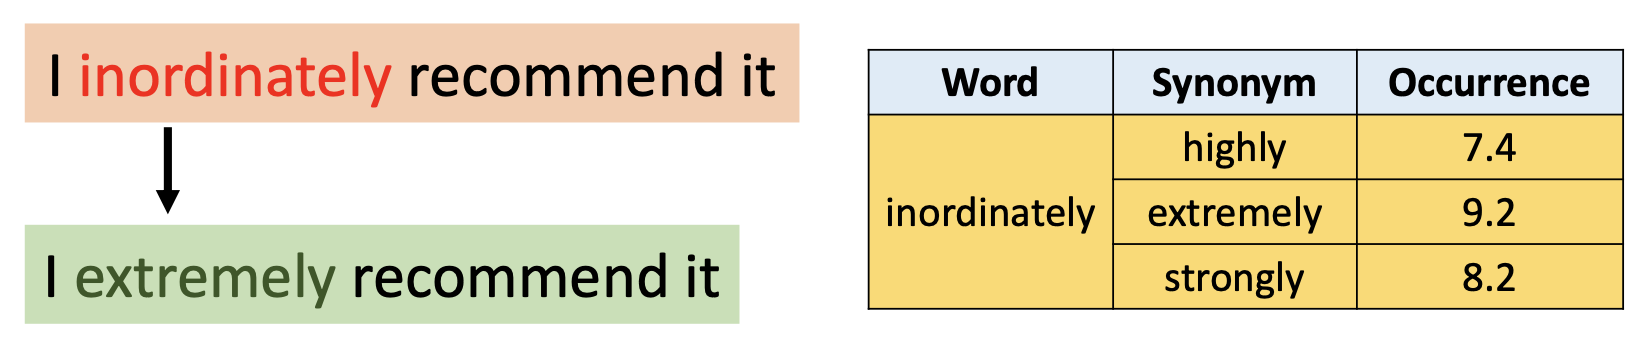 I inordinately recommend it
I extremely recommend it
Word Synonym Occurrence
inordinately
highly 7.4
extremely 9.2
strongly 8.2